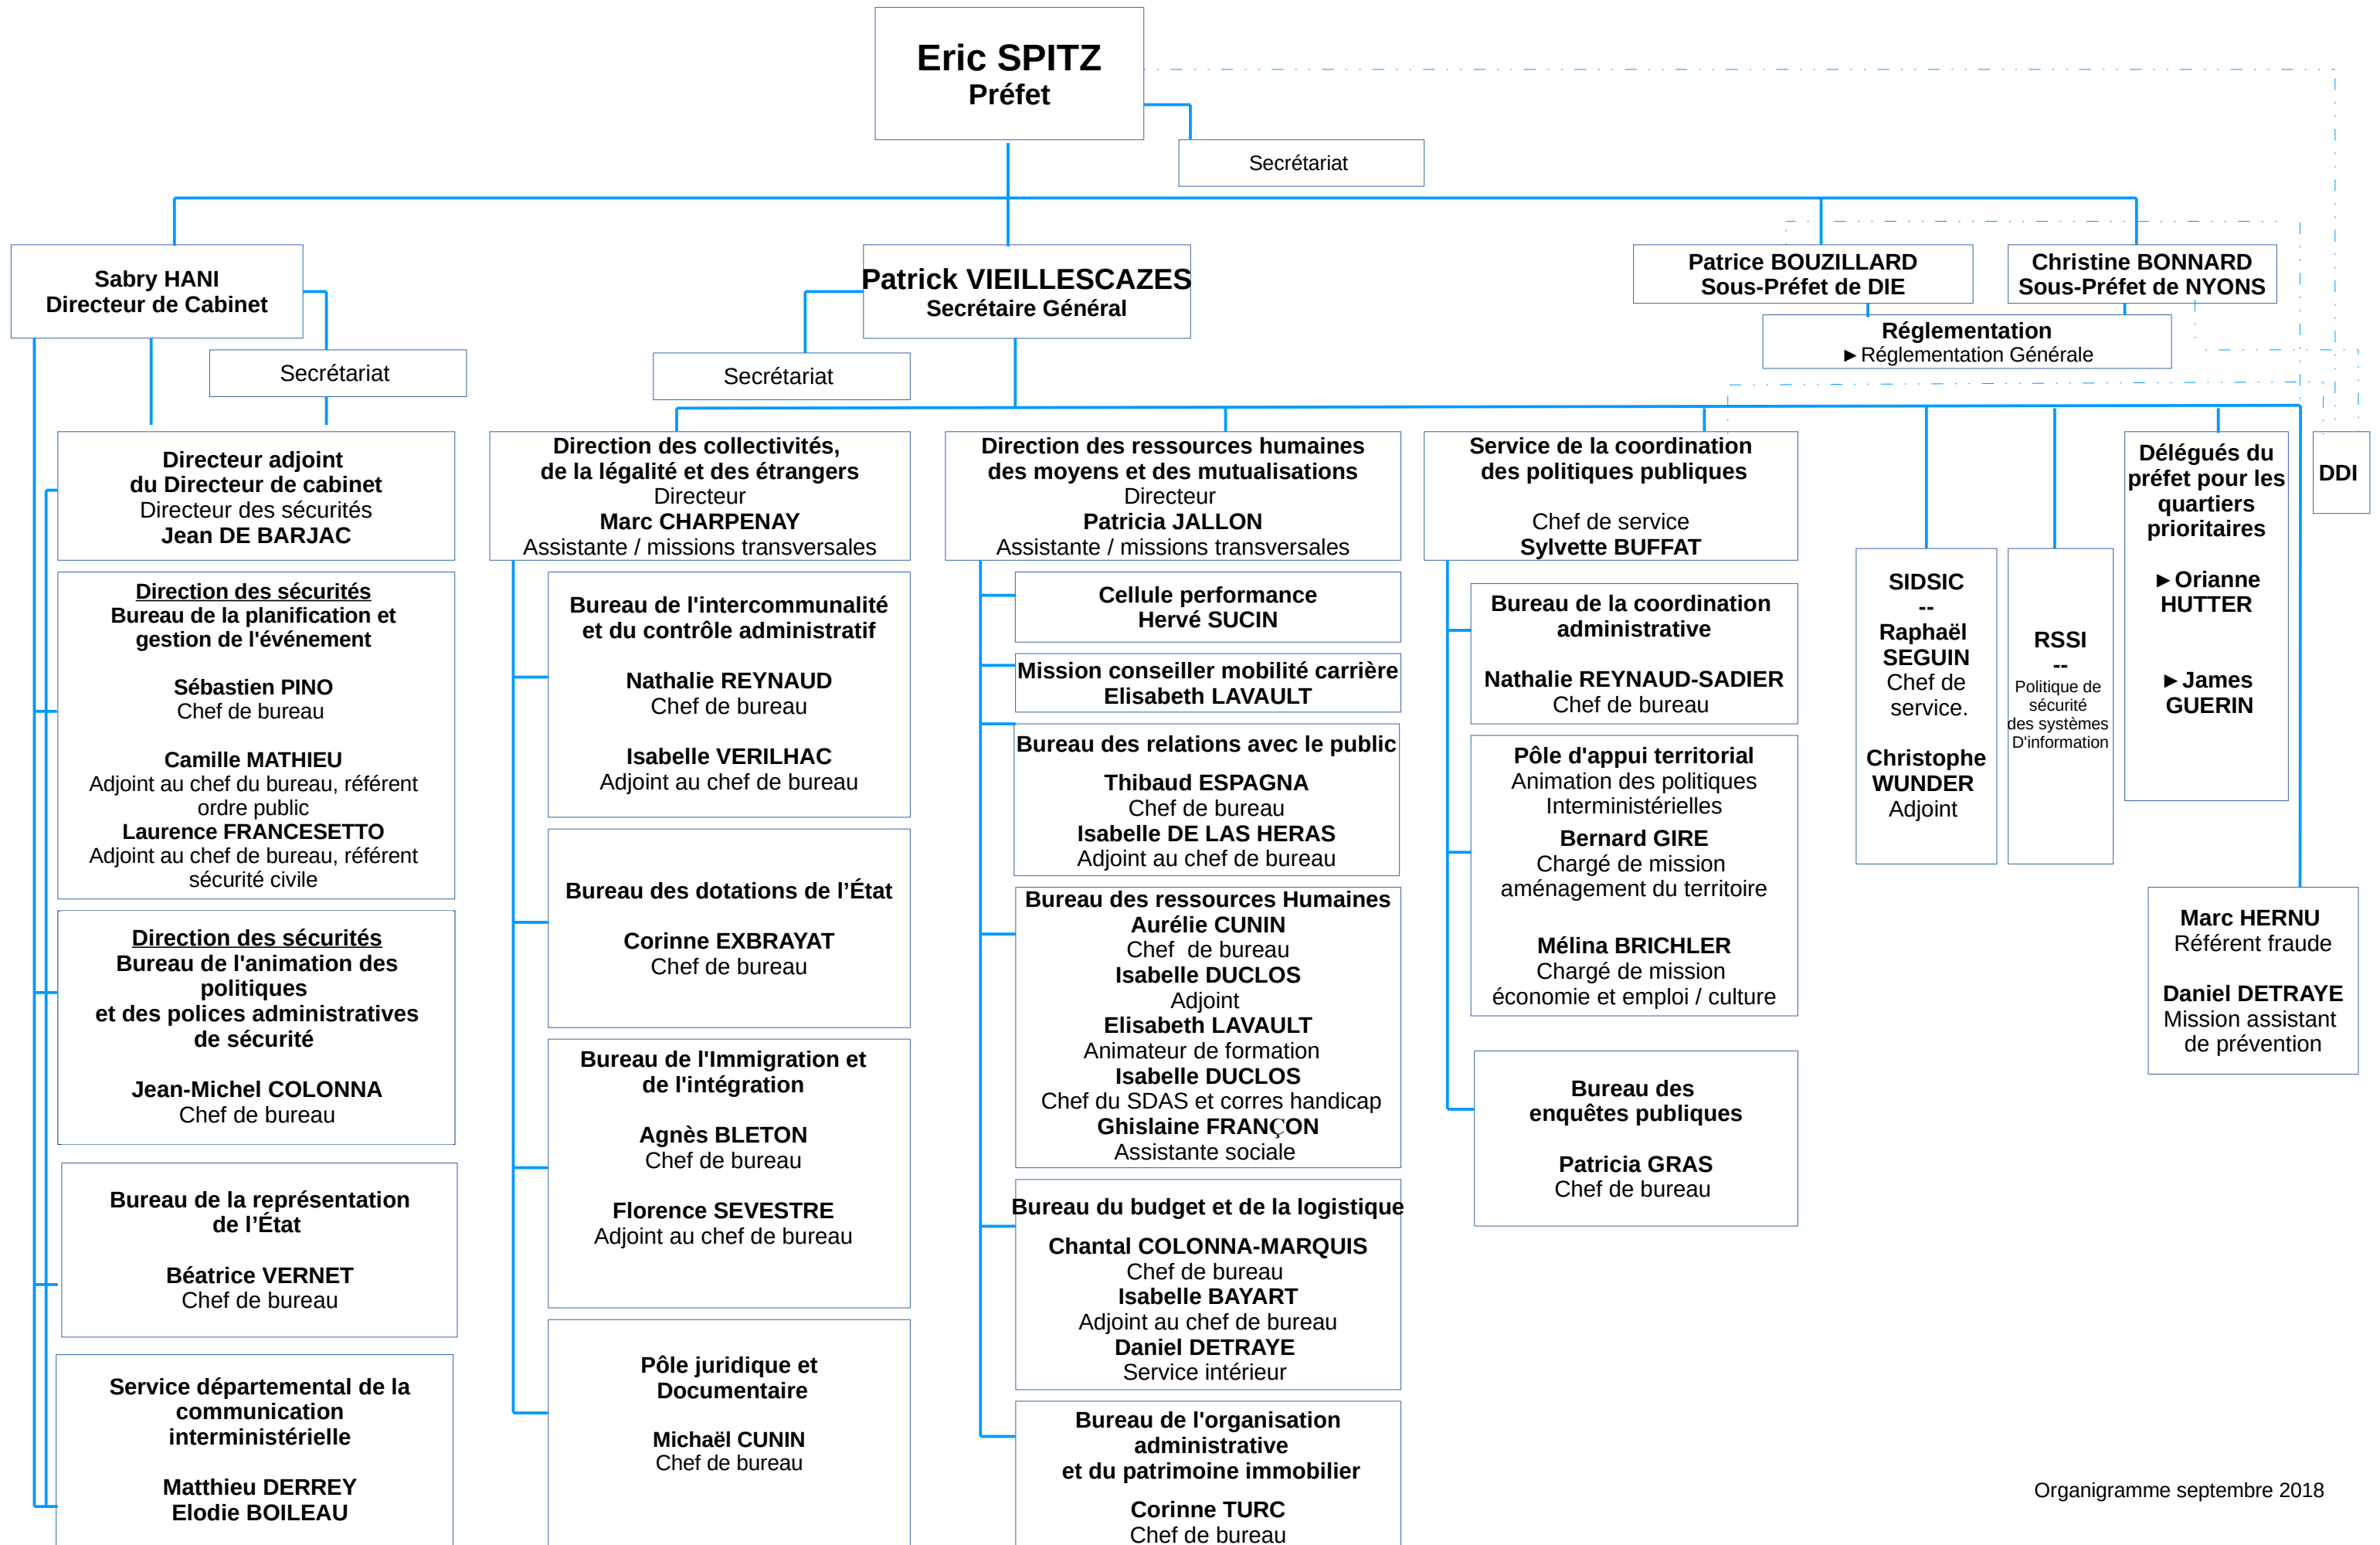 Eric SPITZ
Préfet
Secrétariat
Sabry HANI
Directeur de Cabinet
Secrétariat
Patrick VIEILLESCAZES
Secrétaire Général
Secrétariat
Patrice BOUZILLARD
Sous-Préfet de DIE
Christine BONNARD
Sous-Préfet de NYONS
Réglementation
►Réglementation Générale
Directeur adjoint
du Directeur de cabinet
Directeur des sécurités
Jean DE BARJAC
Direction des sécurités
Bureau de la planification et
gestion de l'événement
Sébastien PINO
Chef de bureau
Camille MATHIEU
Adjoint au chef du bureau, référent
ordre public
Laurence FRANCESETTO
Adjoint au chef de bureau, référent
sécurité civile
Direction des sécurités
Bureau de l'animation des
politiques
et des polices administratives
de sécurité
Jean-Michel COLONNA
Chef de bureau
Bureau de la représentation
de l’État
Béatrice VERNET
Chef de bureau
Service départemental de la
communication
interministérielle
Matthieu DERREY
Elodie BOILEAU
Direction des collectivités,
de la légalité et des étrangers
Directeur
Marc CHARPENAY
Assistante / missions transversales
Bureau de l'intercommunalité
et du contrôle administratif
Nathalie REYNAUD
Chef de bureau
Isabelle VERILHAC
Adjoint au chef de bureau
Bureau des dotations de l’État
Corinne EXBRAYAT
Chef de bureau
Bureau de l'Immigration et
de l'intégration
Agnès BLETON
Chef de bureau
Florence SEVESTRE
Adjoint au chef de bureau
Pôle juridique et
Documentaire
Michaël CUNIN
Chef de bureau
Direction des ressources humaines
des moyens et des mutualisations
Directeur
Patricia JALLON
Assistante / missions transversales
Cellule performance
Hervé SUCIN
Mission conseiller mobilité carrière
Elisabeth LAVAULT
Bureau des relations avec le public
Thibaud ESPAGNA
Chef de bureau
Isabelle DE LAS HERAS
Adjoint au chef de bureau
Bureau des ressources Humaines
Aurélie CUNIN
Chef de bureau
Isabelle DUCLOS
Adjoint
Elisabeth LAVAULT
Animateur de formation
Isabelle DUCLOS
Chef du SDAS et corres handicap
Ghislaine FRANÇON
Assistante sociale
Bureau du budget et de la logistique
Chantal COLONNA-MARQUIS
Chef de bureau
Isabelle BAYART
Adjoint au chef de bureau
Daniel DETRAYE
Service intérieur
Bureau de l'organisation
administrative
et du patrimoine immobilier
Corinne TURC
Chef de bureau
Service de la coordination
des politiques publiques
Chef de service
Sylvette BUFFAT
Bureau de la coordination
administrative
Nathalie REYNAUD-SADIER
Chef de bureau
Pôle d'appui territorial
Animation des politiques
Interministérielles
Bernard GIRE
Chargé de mission
aménagement du territoire
Mélina BRICHLER
Chargé de mission
économie et emploi / culture
Bureau des
enquêtes publiques
Patricia GRAS
Chef de bureau
SIDSIC
--
Raphaël
SEGUIN
Chef de
service.
Christophe
WUNDER
Adjoint
RSSI
--
Politique de
sécurité
des systèmes
D'information
Délégués du
préfet pour les
quartiers
prioritaires
►Orianne
HUTTER
►James
GUERIN
DDI
Marc HERNU
Référent fraude
Daniel DETRAYE
Mission assistant
de prévention
Organigramme septembre 2018